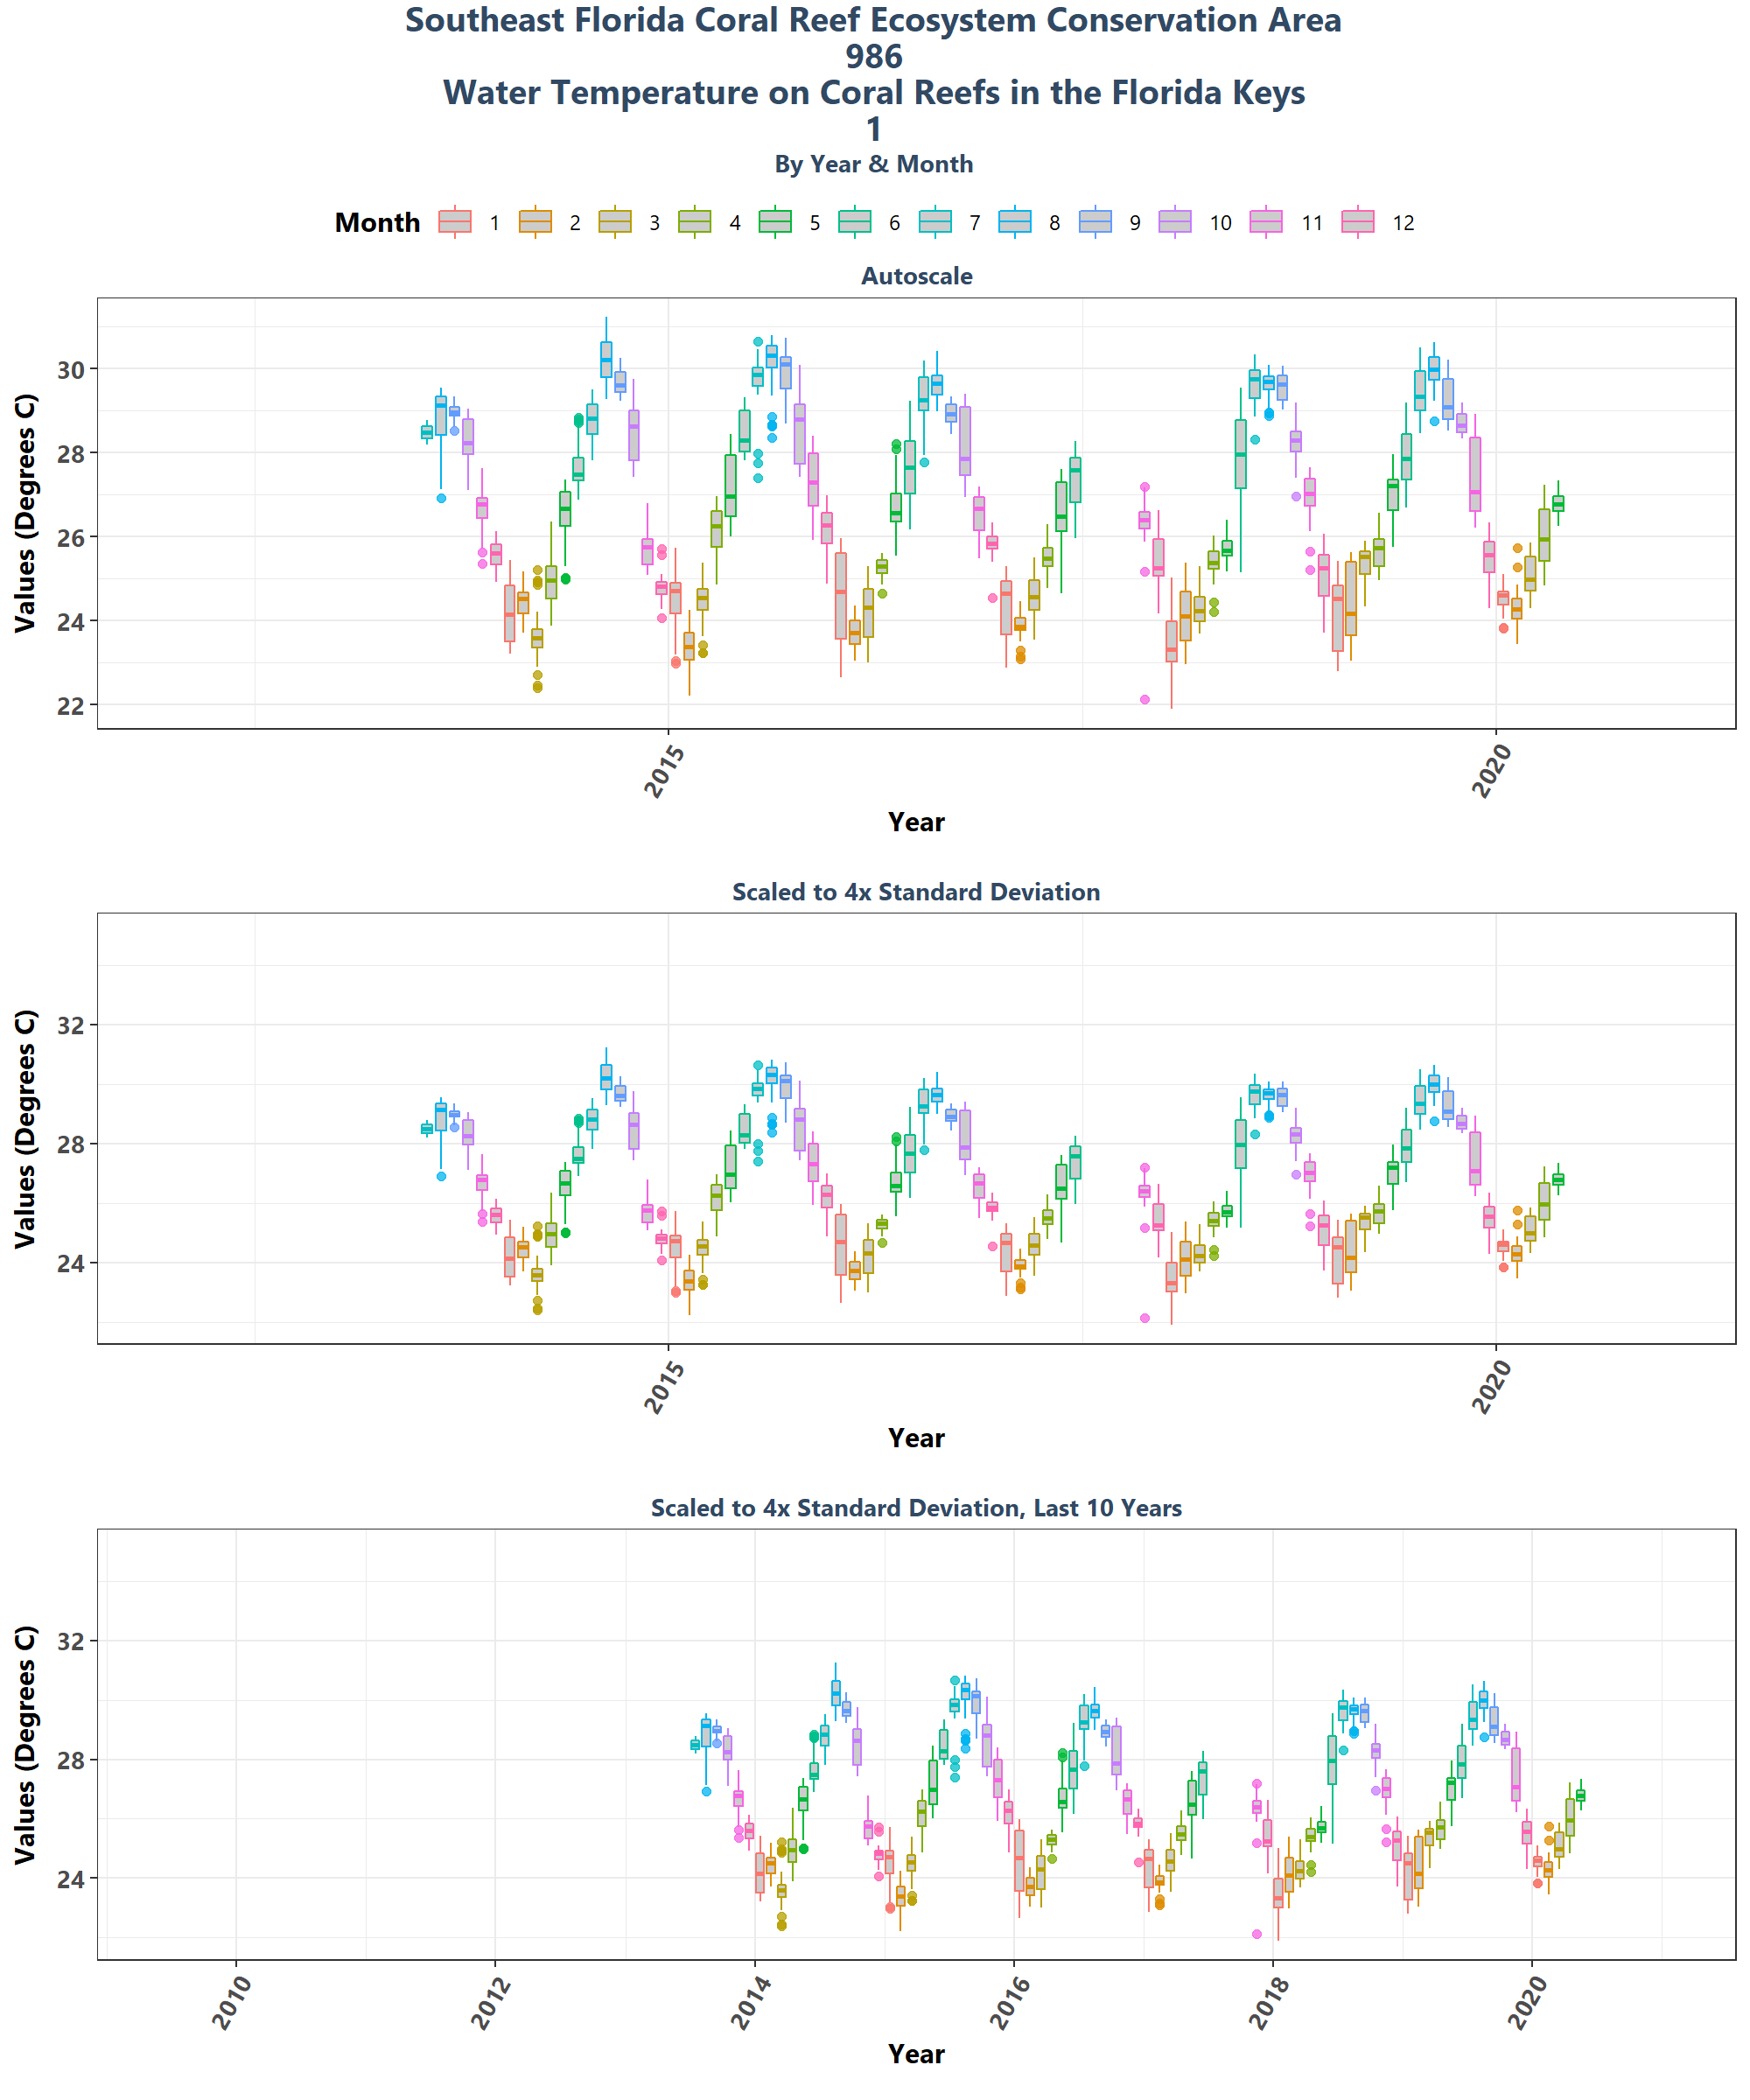 Southeast Florida Coral Reef Ecosystem Conservation Area
986
Water Temperature on Coral Reefs in the Florida Keys
1
By Year & Month
Month 1 2 3 4 5 6 7 8 9 10 11 12
Autoscale
Values (Degrees C)
30
28
26
24
22
2015 2020
Year
Scaled to 4x Standard Deviation
Values (Degrees C)
32
28
24
2015 2020
Year
Scaled to 4x Standard Deviation, Last 10 Years
Values (Degrees C)
32
28
24
2010 2012 2014 2016 2018 2020
Year